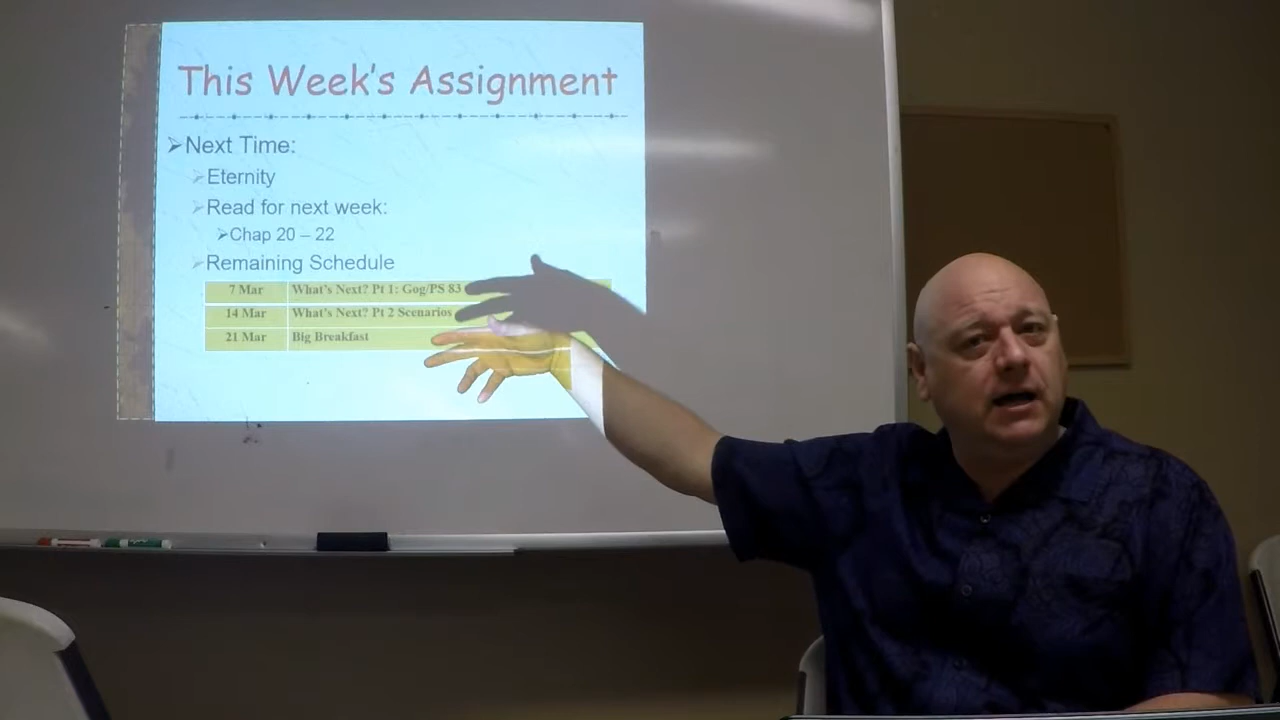 This Week's Assignment
Next Time:
Eternity
Read for next week:
Chap 20 – 22
Remaining Schedule
7 Mar What's Next? Pt 1: Gog/PS 83
14 Mar What's Next? Pt 2 Scenarios
21 Mar Big Breakfast